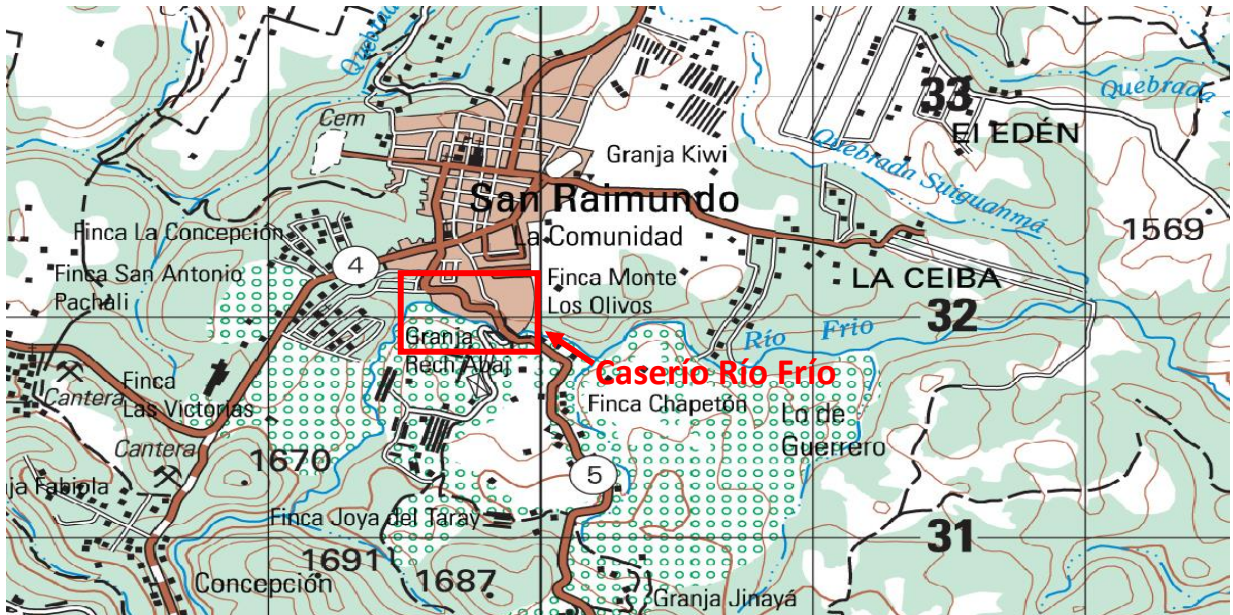 Quebrada
33
El EDÉN
Quebrada
Cem
Granja Kiwi
Quebrada Suiguanmá
San Raimundo
La Comunidad
1569
Finca La Concepción
4
Finca San Antonio
Pachali
Finca Monte
Los Olivos
LA CEIBA
32
Granja
Rech Abaj
Río Frio
Caserío Río Frío
Cantera
Finca
Las Victorias
Finca Chapetón
Lo de
Guerrero
Cantera
1670
5
ja Fabiola
Finca Joya del Taray
31
1691
1687
Concepción
Granja Jinayá